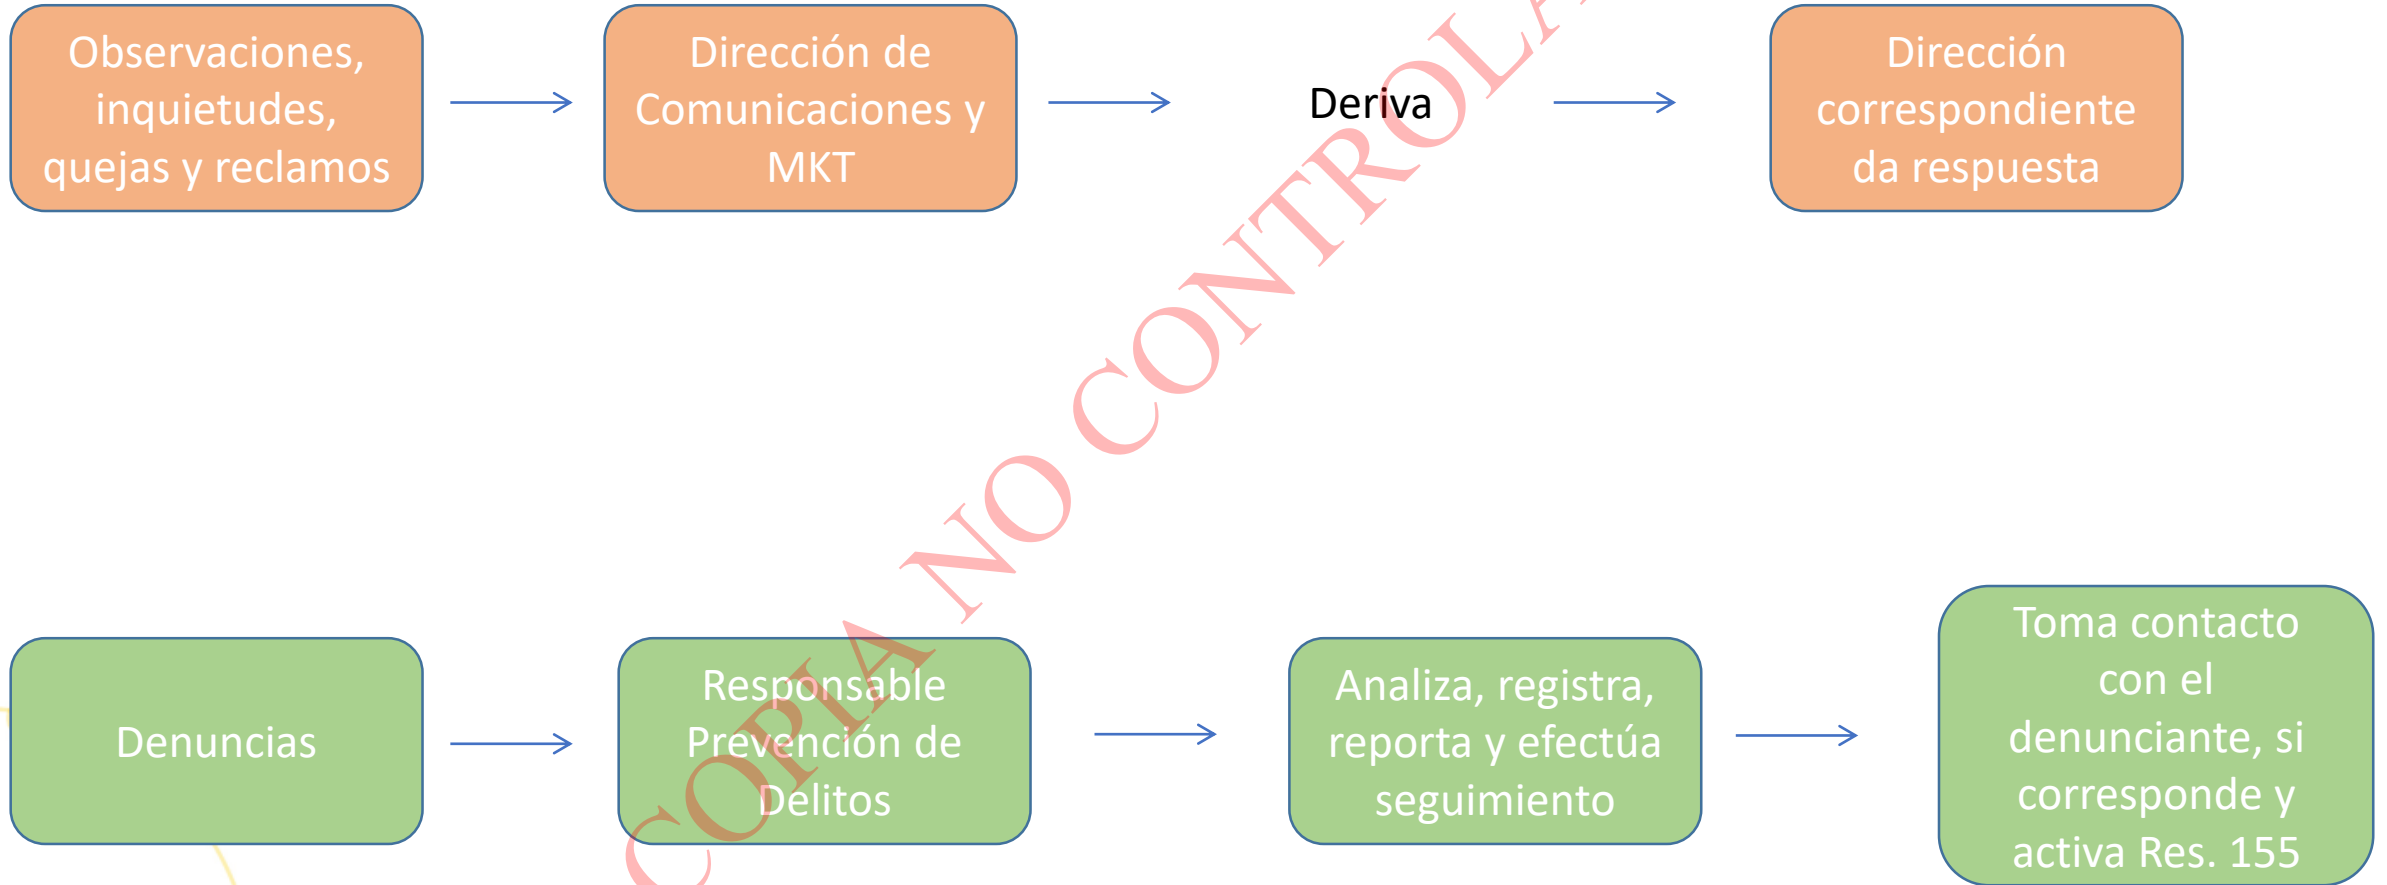 Observaciones,
inquietudes,
quejas y reclamos
Dirección de
Comunicaciones y
MKT
Deriva
Dirección
correspondiente
da respuesta
COPIA NO CONTROLA
Denuncias
Responsable
Prevención de
Delitos
Analiza, registra,
reporta y efectúa
seguimiento
Toma contacto
con el
denunciante, si
corresponde y
activa Res. 155